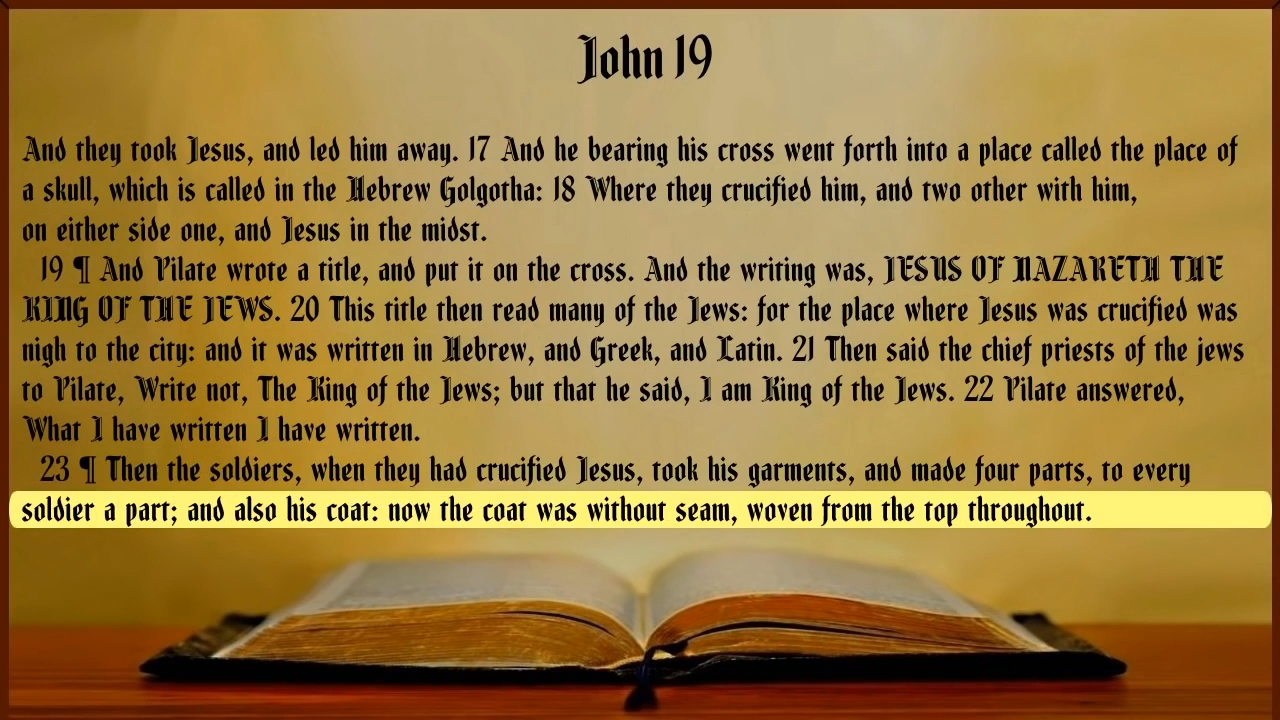 John 19
And they took Jesus, and led him away. 17 And he bearing his cross went forth into a place called the place of
a skull, which is called in the Hebrew Golgotha: 18 Where they crucified him, and two other with him,
on either side one, and Jesus in the midst.
19 ¶ And Pilate wrote a title, and put it on the cross. And the writing was, JESUS OF NAZARETH THE
KING OF THE JEWS. 20 This title then read many of the Jews: for the place where Jesus was crucified was
nigh to the city: and it was written in Hebrew, and Greek, and Latin. 21 Then said the chief priests of the jews
to Pilate, Write not, The King of the Jews; but that he said, I am King of the Jews. 22 Pilate answered,
What I have written I have written.
23 ¶ Then the soldiers, when they had crucified Jesus, took his garments, and made four parts, to every
soldier a part; and also his coat: now the coat was without seam, woven from the top throughout.